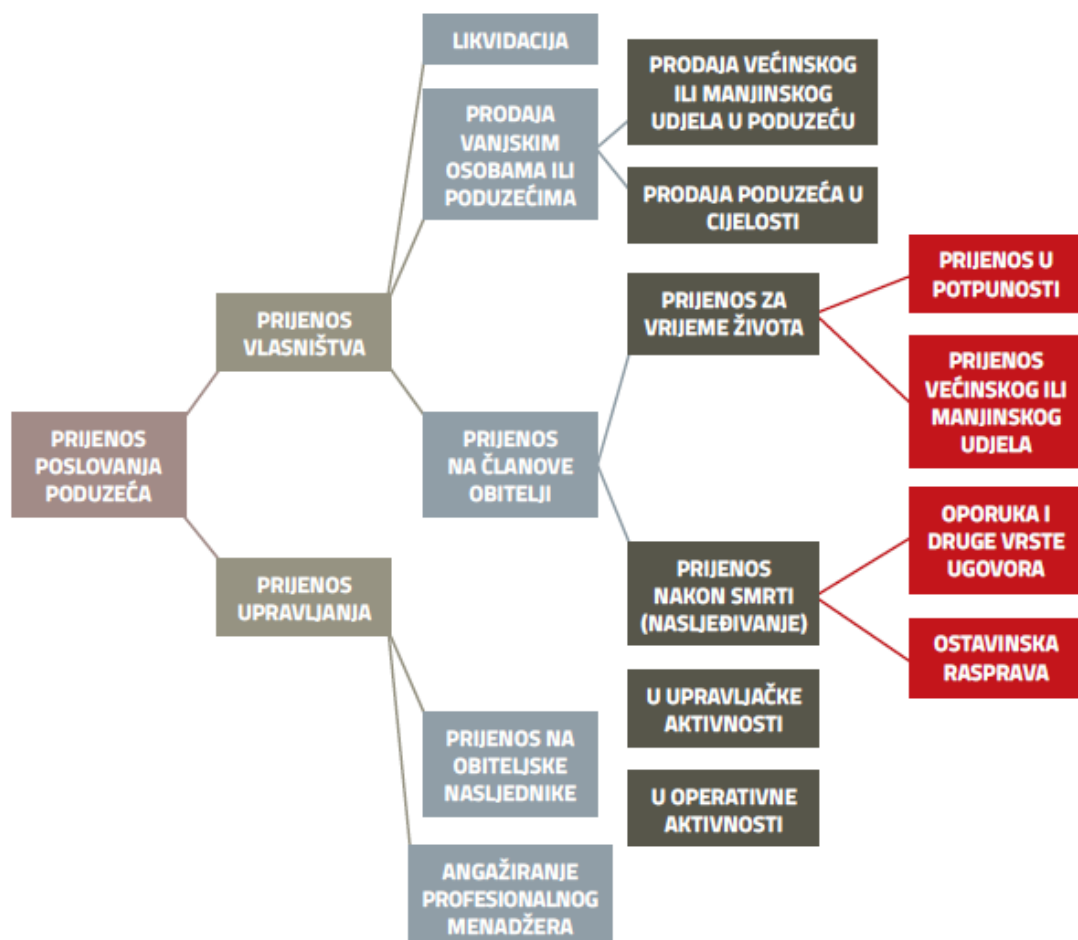 LIKVIDACIJA
PRODAJA
VANJSKIM
OSOBAMA ILI
PODUZEĆIMA
PRODAJA VEĆINSKOG
ILI MANJINSKOG
UDJELA U PODUZEĆU
PRODAJA PODUZEĆA U
CIJELOSTI
PRIJENOS
VLASNIŠTVA
PRIJENOS ZA
VRIJEME ŽIVOTA
PRIJENOS U
POTPUNOSTI
PRIJENOS
VEĆINSKOG ILI
MANJINSKOG
UDJELA
PRIJENOS
POSLOVANJA
PODUZEĆA
PRIJENOS
NA ČLANOVE
OBITELJI
OPORUKA I
DRUGE VRSTE
UGOVORA
PRIJENOS
UPRAVLJANJA
PRIJENOS
NAKON SMRTI
(NASLJEĐIVANJE)
OSTAVINSKA
RASPRAVA
U UPRAVLJAČKE
AKTIVNOSTI
PRIJENOS NA
OBITELJSKE
NASLJEDNIKE
U OPERATIVNE
AKTIVNOSTI
ANGAŽIRANJE
PROFESIONALNOG
MENADŽERA